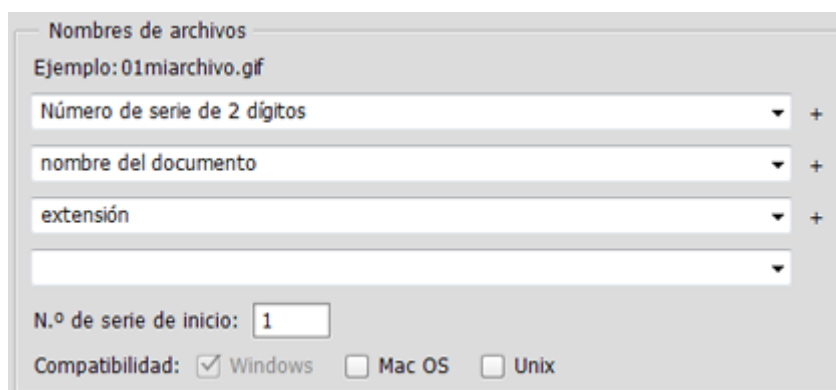 Nombres de archivos
Ejemplo: 01miarchivo.gif
Número de serie de 2 dígitos +
nombre del documento +
extensión +
N.º de serie de inicio: 1
Compatibilidad: Windows Mac OS Unix